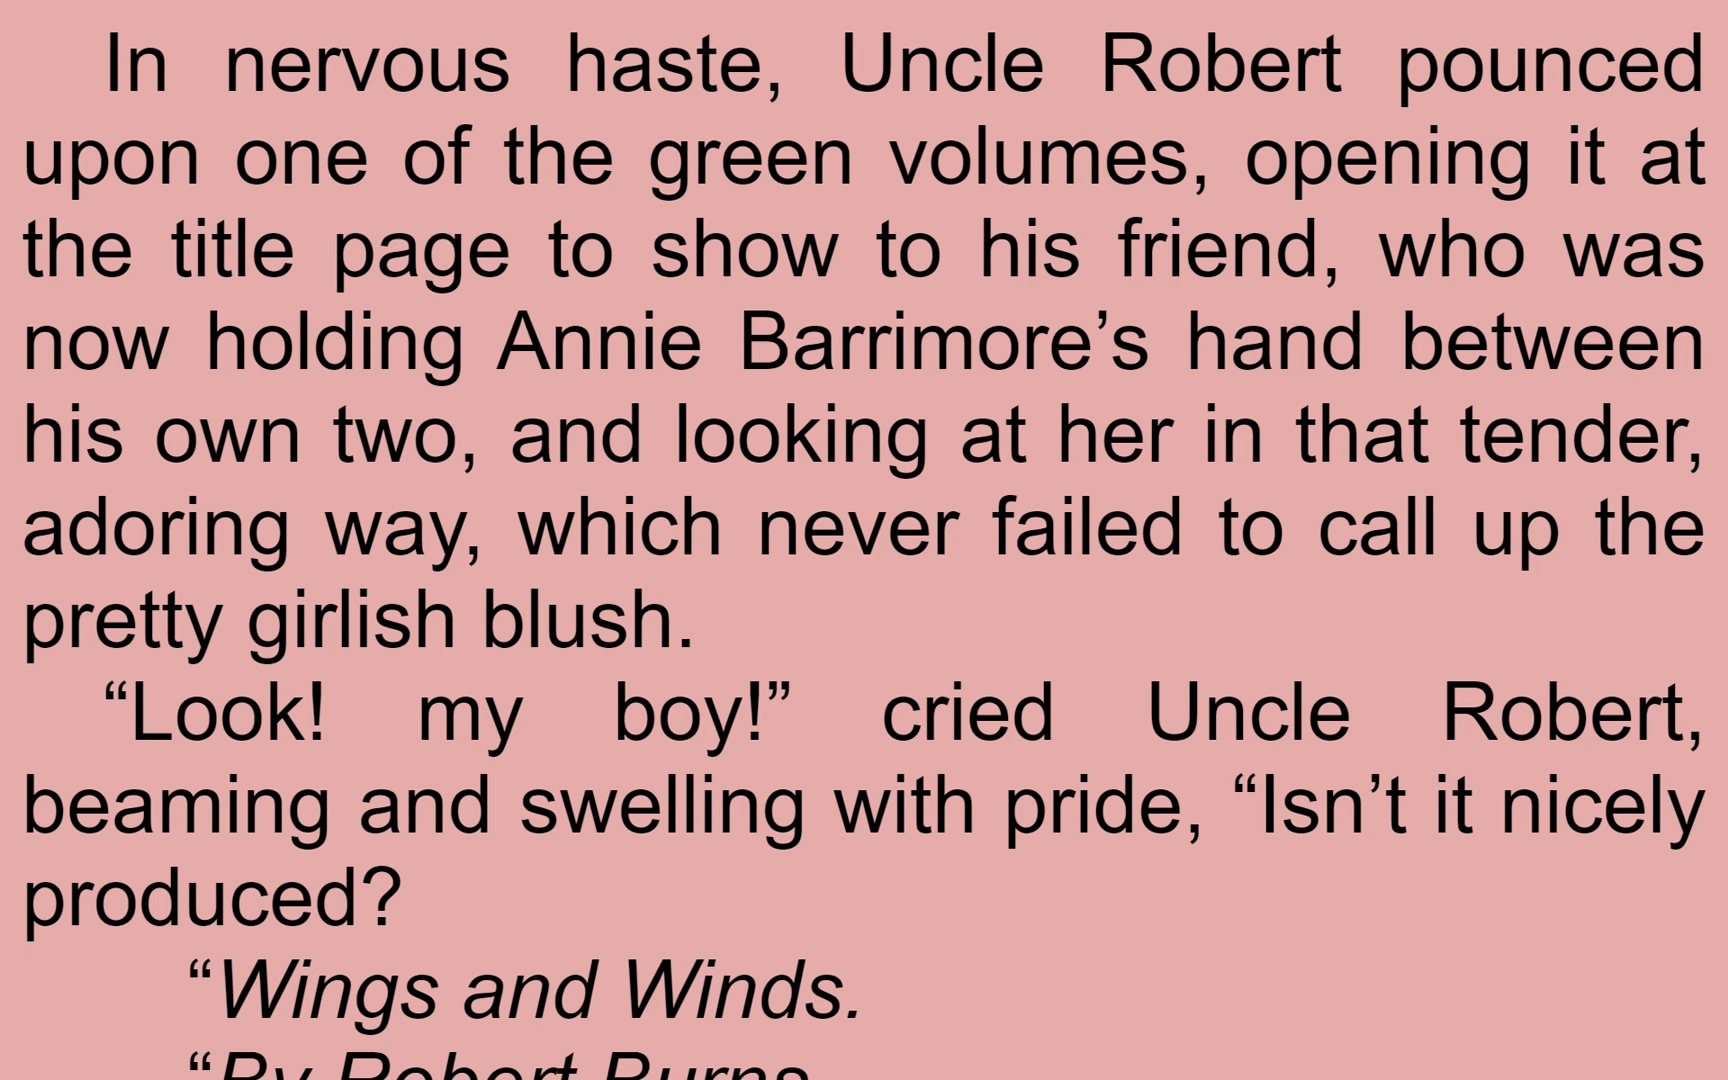 In nervous haste, Uncle Robert pounced
upon one of the green volumes, opening it at
the title page to show to his friend, who was
now holding Annie Barrimore’s hand between
his own two, and looking at her in that tender,
adoring way, which never failed to call up the
pretty girlish blush.
“Look! my boy!” cried Uncle Robert,
beaming and swelling with pride, “Isn’t it nicely
produced?
“Wings and Winds.
“By Robert Burns